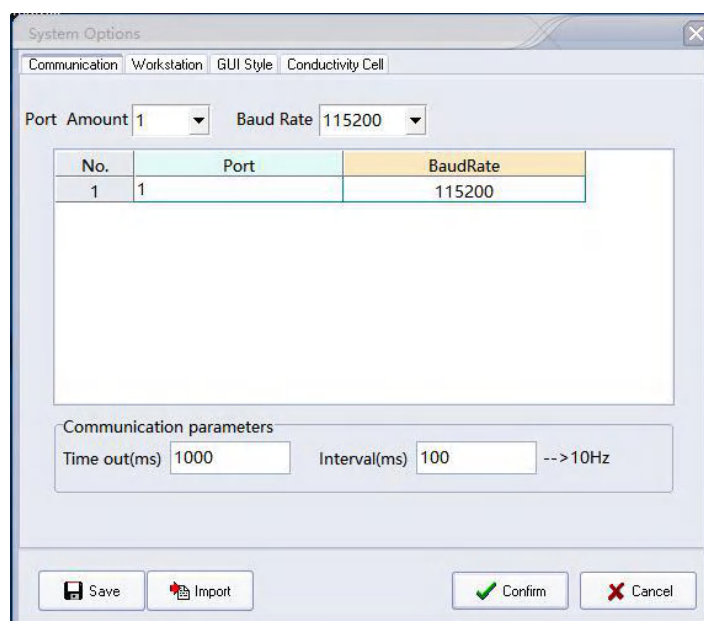 System Options
Communication Workstation GUI Style Conductivity Cell
Port Amount 1 Baud Rate 115200
No. Port BaudRate
1 1 115200
Communication parameters
Time out(ms) 1000 Interval(ms) 100 -->10Hz
Save Import Confirm Cancel